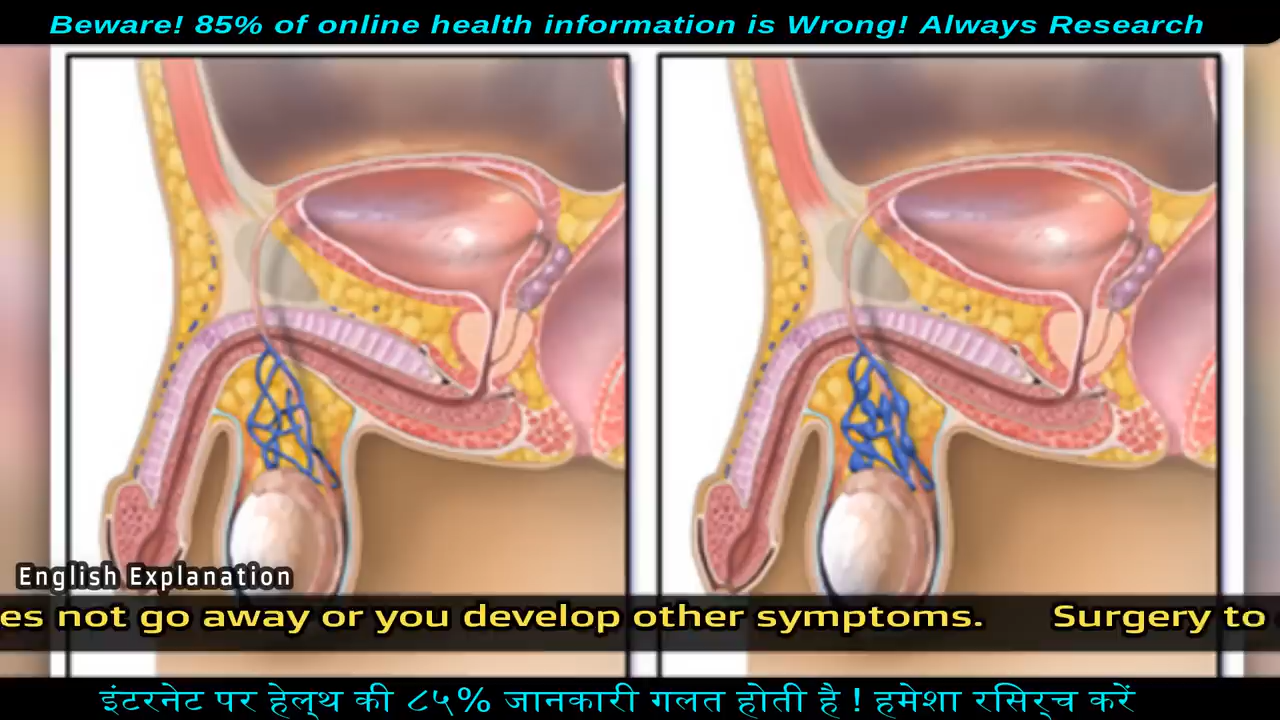 Beware! 85% of online health information is Wrong! Always Research
English Explanation
es not go away or you develop other symptoms. Surgery to
इंटरनेट पर हेल्थ की ८५% जानकारी गलत होती है ! हमेशा रिसर्च करें